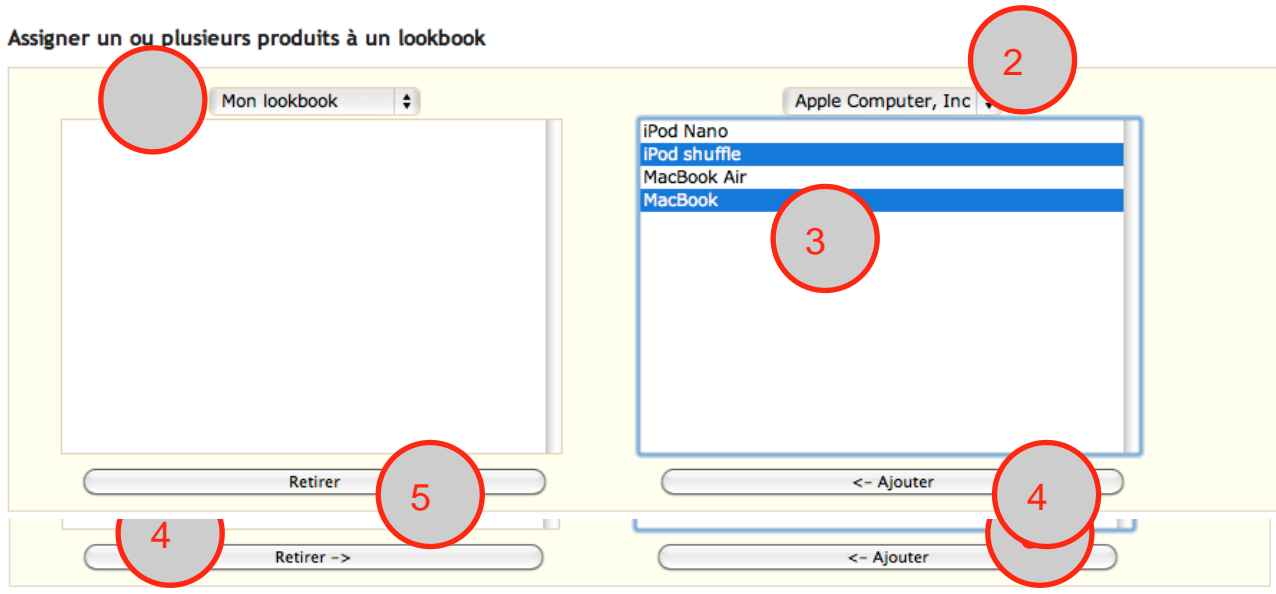 Assigner un ou plusieurs produits à un lookbook
2
Mon lookbook
Apple Computer, Inc
iPod Nano
iPod shuffle
MacBook Air
MacBook
3
Retirer
5
<- Ajouter
4
4
Retirer ->
<- Ajouter